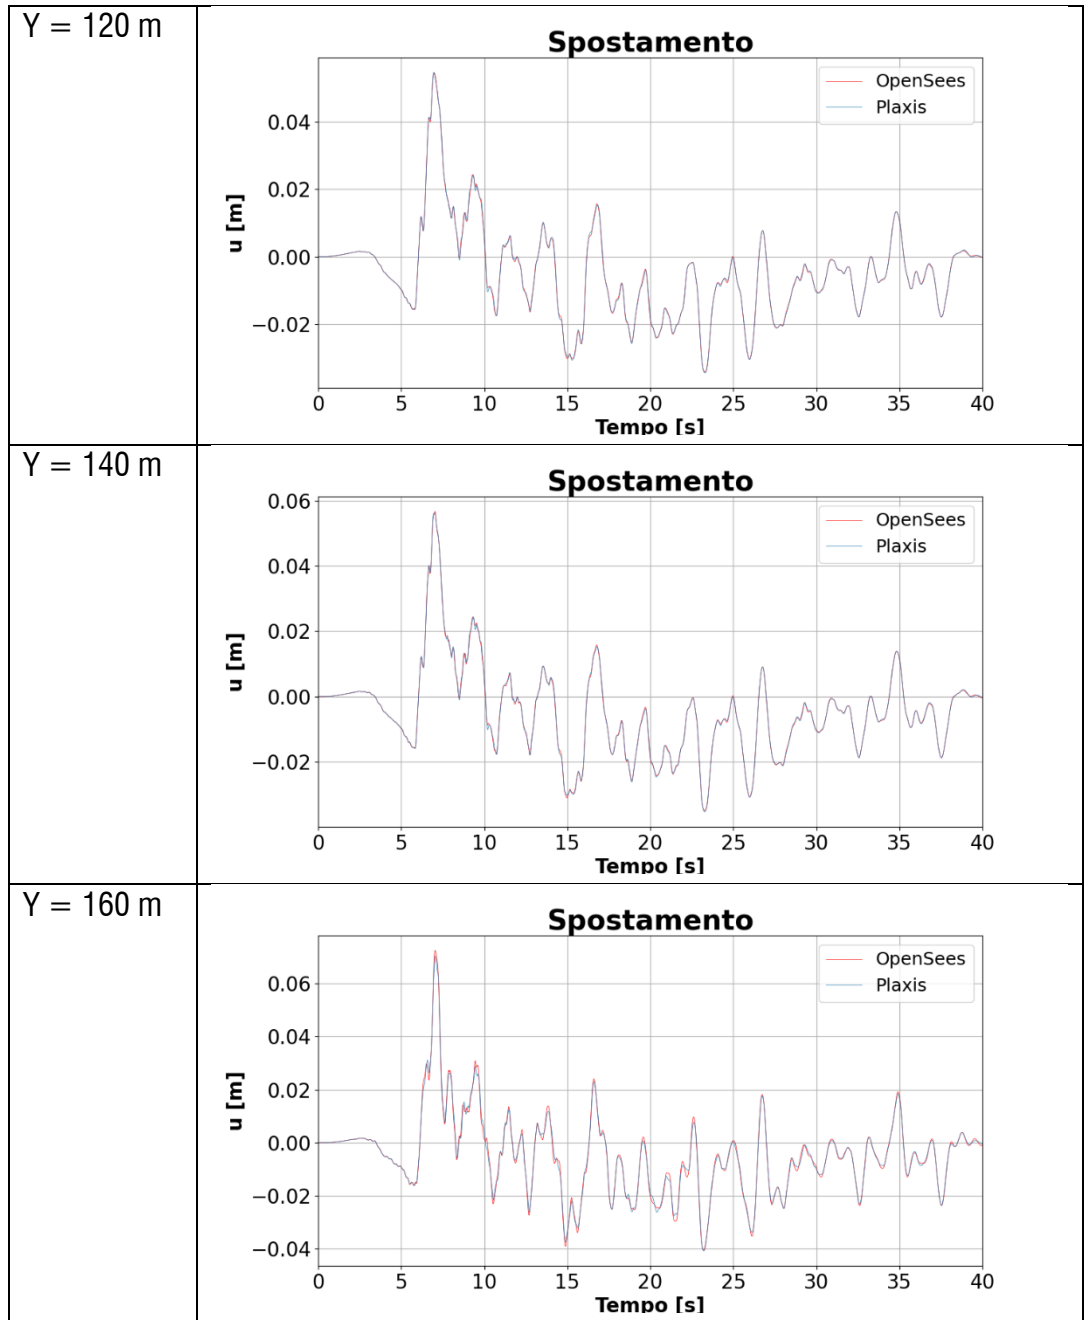 Y = 120 m
Spostamento
OpenSees
Plaxis
0.04
0.02
0.00
−0.02
u [m]
0 5 10 15 20 25 30 35 40
Tempo [s]
Y = 140 m
Spostamento
OpenSees
Plaxis
0.06
0.04
0.02
0.00
−0.02
u [m]
0 5 10 15 20 25 30 35 40
Tempo [s]
Y = 160 m
Spostamento
OpenSees
Plaxis
0.06
0.04
0.02
0.00
−0.02
−0.04
u [m]
0 5 10 15 20 25 30 35 40
Tempo [s]